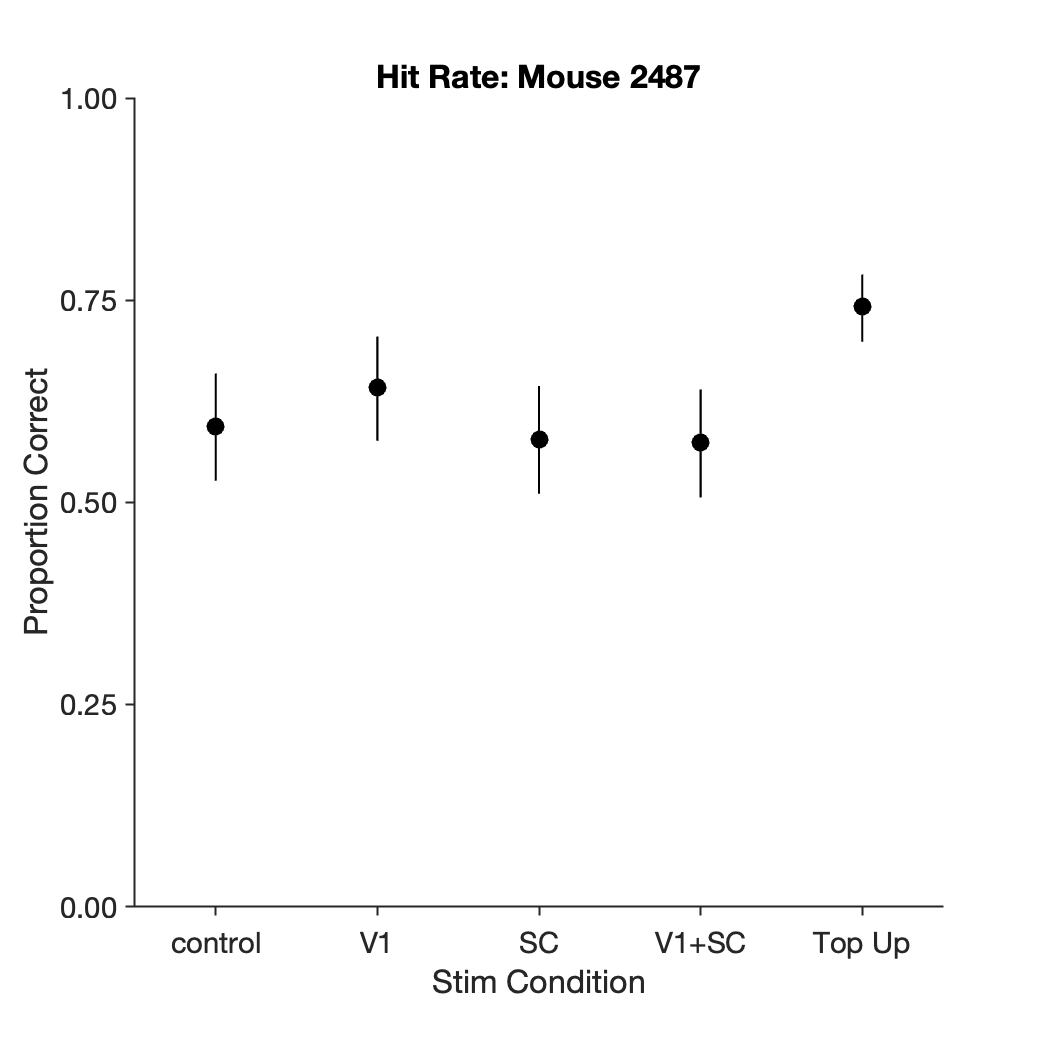 Hit Rate: Mouse 2487
1.00
0.75
0.50
0.25
0.00
Proportion Correct
control V1 SC V1+SC Top Up
Stim Condition